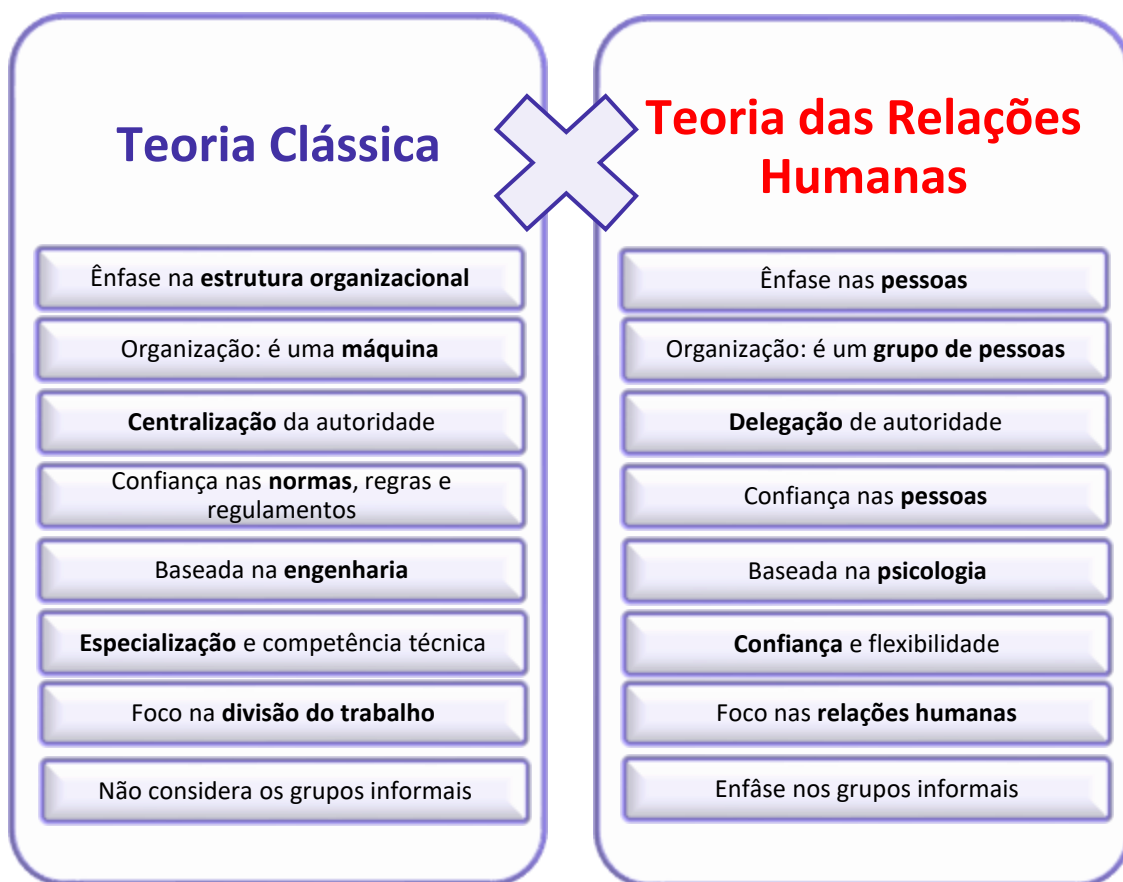 Teoria Clássica
Ênfase na estrutura organizacional
Organização: é uma máquina
Centralização da autoridade
Confiança nas normas, regras e
regulamentos
Baseada na engenharia
Especialização e competência técnica
Foco na divisão do trabalho
Não considera os grupos informais
Teoria das Relações
Humanas
Ênfase nas pessoas
Organização: é um grupo de pessoas
Delegação de autoridade
Confiança nas pessoas
Baseada na psicologia
Confiança e flexibilidade
Foco nas relações humanas
Enfâse nos grupos informais